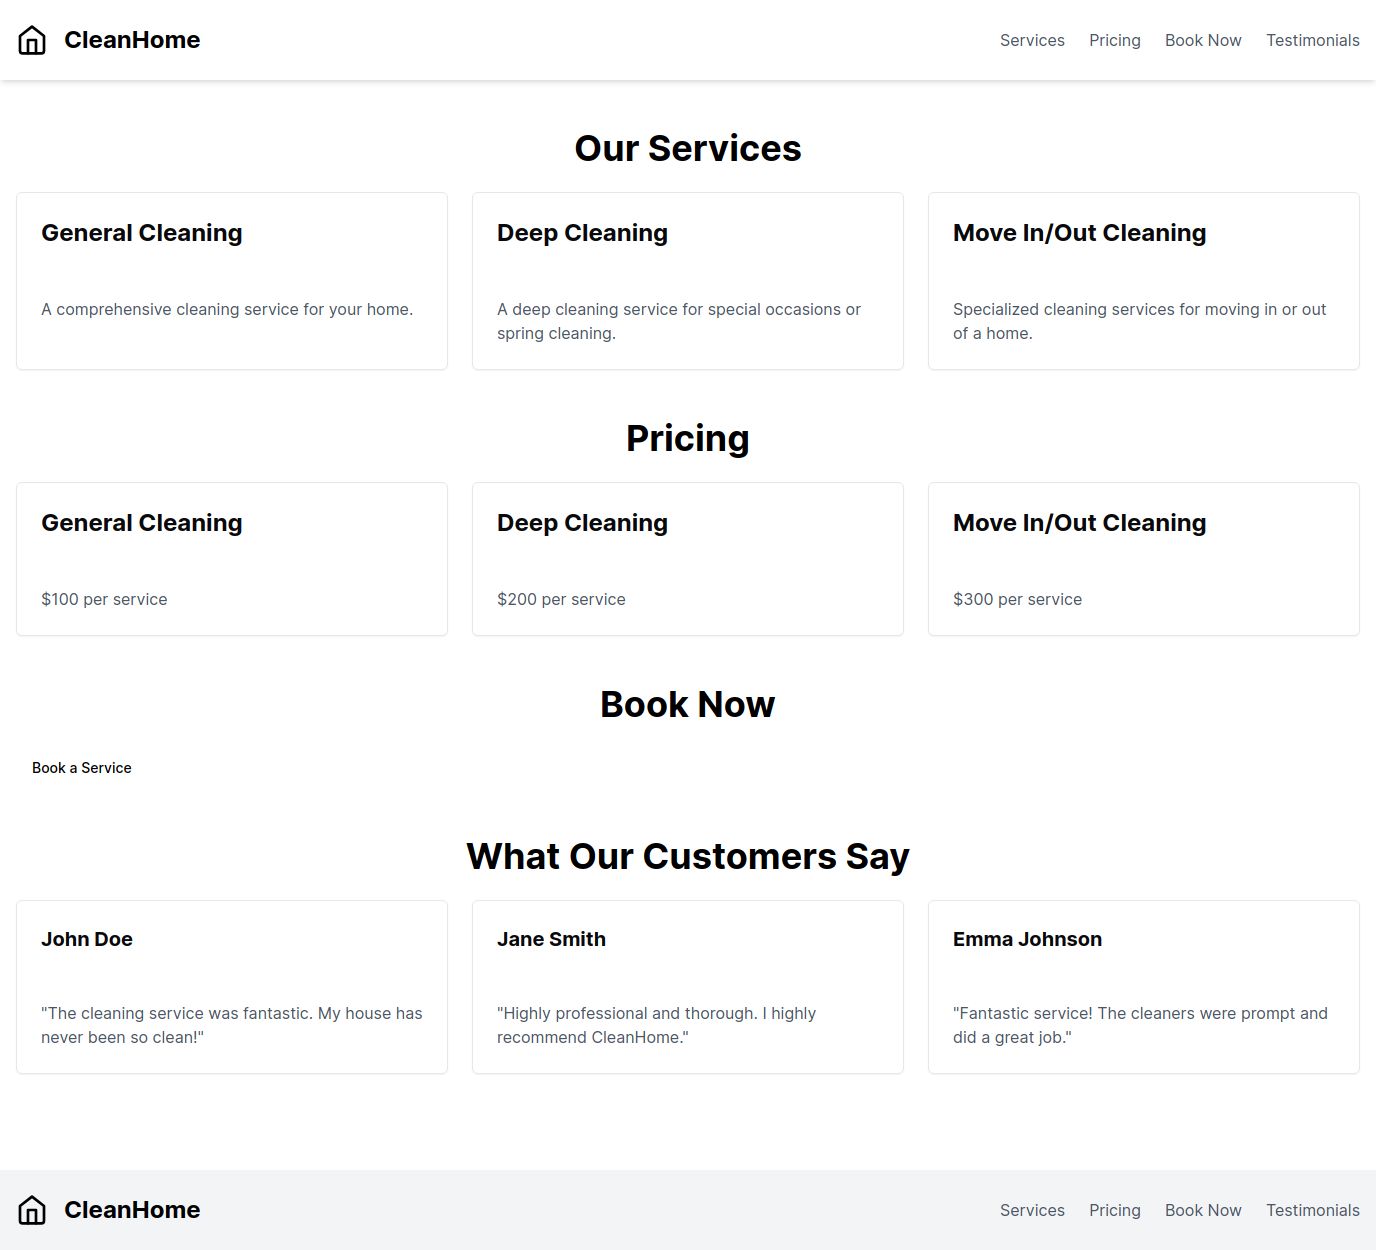 CleanHome
Services Pricing Book Now Testimonials
Our Services
General Cleaning
A comprehensive cleaning service for your home.
Deep Cleaning
A deep cleaning service for special occasions or
spring cleaning.
Move In/Out Cleaning
Specialized cleaning services for moving in or out
of a home.
Pricing
General Cleaning
$100 per service
Deep Cleaning
$200 per service
Move In/Out Cleaning
$300 per service
Book Now
Book a Service
What Our Customers Say
John Doe
"The cleaning service was fantastic. My house has
never been so clean!"
Jane Smith
"Highly professional and thorough. I highly
recommend CleanHome."
Emma Johnson
"Fantastic service! The cleaners were prompt and
did a great job."
CleanHome
Services Pricing Book Now Testimonials